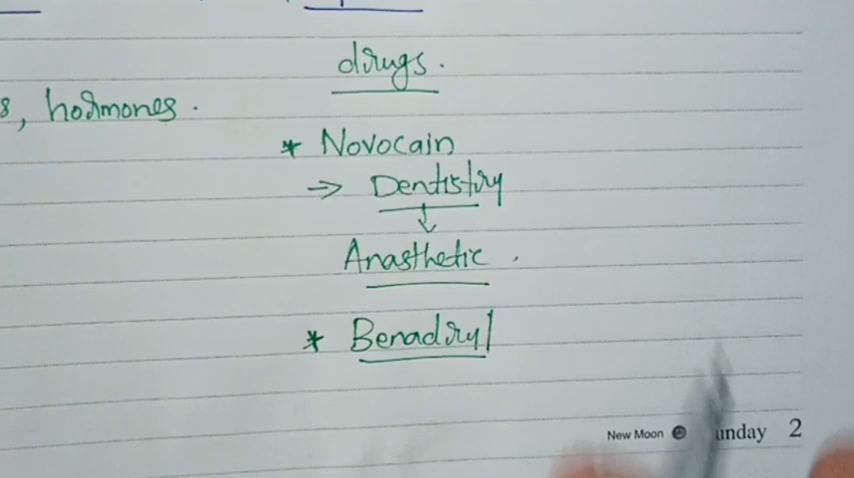 drugs.
s, hormones.
* Novocain
⇒ Dentistry
↓
Anasthetic.
* Benadryl
New Moon unday 2